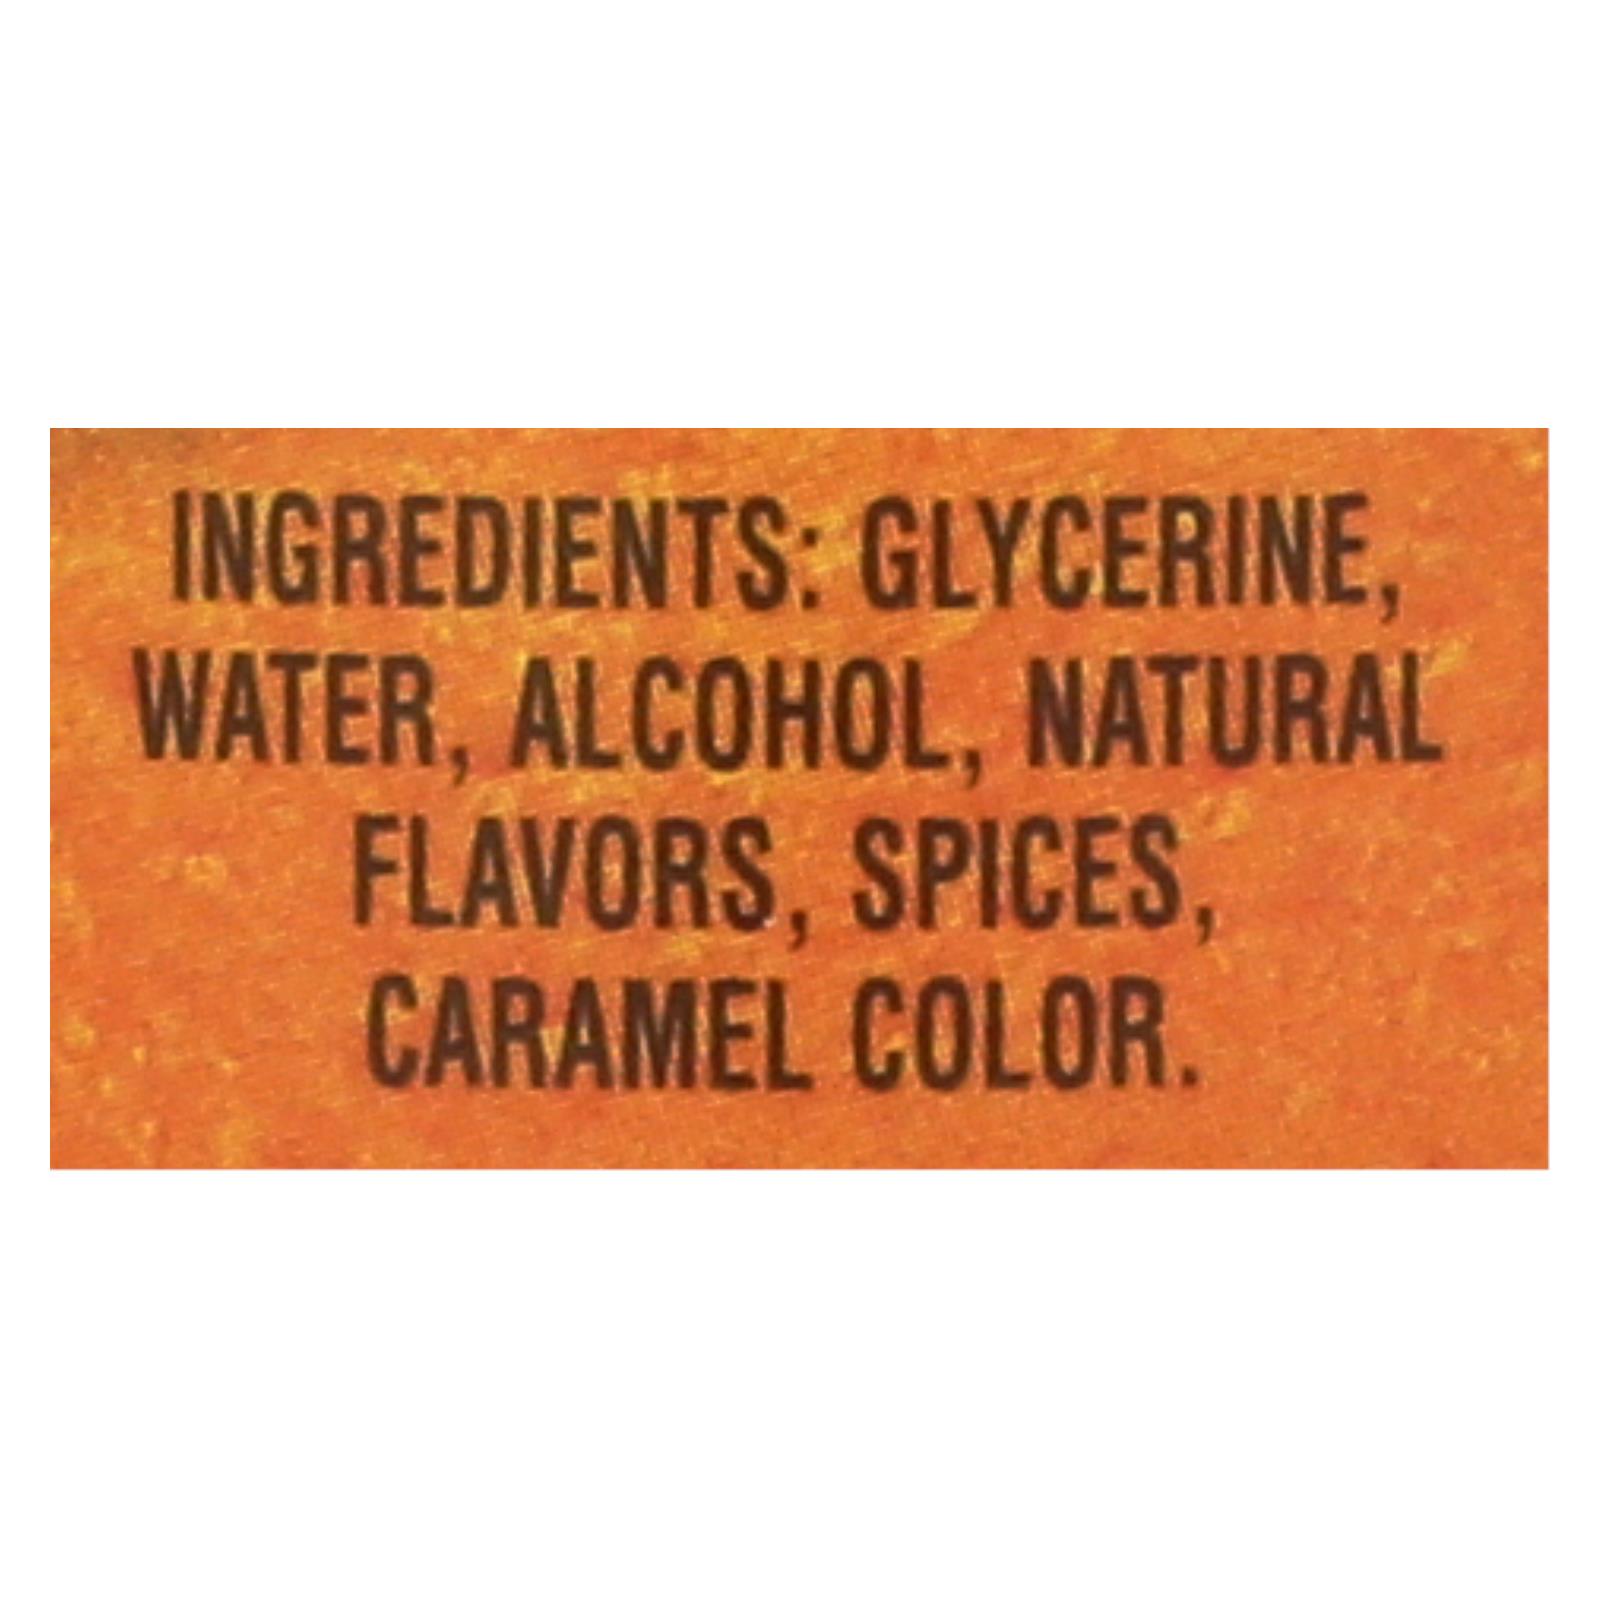 INGREDIENTS: GLYCERINE,
WATER, ALCOHOL, NATURAL
FLAVORS, SPICES,
CARAMEL COLOR.